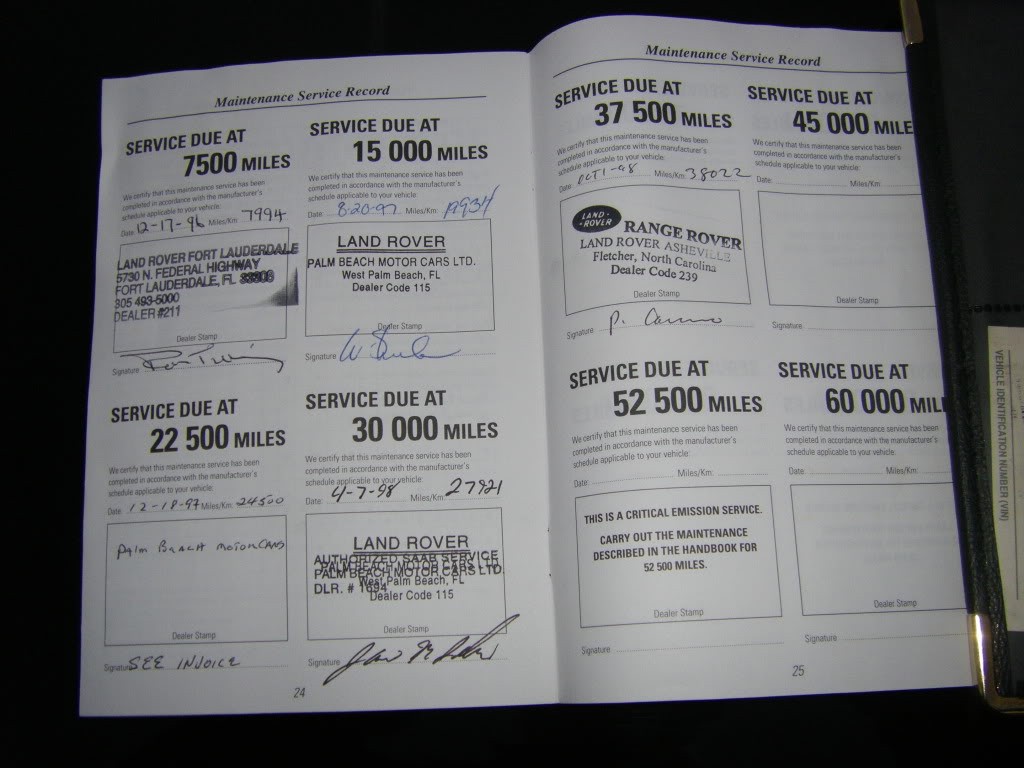 Maintenance Service Record
SERVICE DUE AT
7500 MILES
We certify that this maintenance service has been
completed in accordance with the manufacturer's
schedule applicable to your vehicle:
Date: 12-17-96 Miles/Km: 7994
LAND ROVER FORT LAUDERDALE
5730 N. FEDERAL HIGHWAY
FORT LAUDERDALE, FL
305 493-5000
DEALER #211
Dealer Stamp
Signature
SERVICE DUE AT
15 000 MILES
We certify that this maintenance service has been
completed in accordance with the manufacturer's
schedule applicable to your vehicle:
Date: 8-20-97 Miles/Km:
LAND ROVER
PALM BEACH MOTOR CARS LTD.
West Palm Beach, FL
Dealer Code 115
Dealer Stamp
Signature
SERVICE DUE AT
22 500 MILES
We certify that this maintenance service has been
completed in accordance with the manufacturer's
schedule applicable to your vehicle:
Date: 12-18-97 Miles/Km: 24500
PALM BEACH MOTORCARS
Dealer Stamp
Signature SEE INVOICE
SERVICE DUE AT
30 000 MILES
We certify that this maintenance service has been
completed in accordance with the manufacturer's
schedule applicable to your vehicle:
Date: 4-7-98 Miles/Km: 27921
LAND ROVER
AUTHORIZED SAAB SERVICE
PALM BEACH MOTOR CARS LTD
PALM BEACH MOTOR CARS LTD.
West Palm Beach, FL
DLR. # 1694
Dealer Code 115
Dealer Stamp
Signature
24
Maintenance Service Record
SERVICE DUE AT
37 500 MILES
We certify that this maintenance service has been
completed in accordance with the manufacturer's
schedule applicable to your vehicle:
Date: OCT1-98 Miles/Km: 38022
LAND-
ROVER
RANGE ROVER
LAND ROVER ASHEVILLE
Fletcher, North Carolina
Dealer Code 239
Dealer Stamp
Signature P.
SERVICE DUE AT
45 000 MILE
We certify that this maintenance service has been
completed in accordance with the manufacturer's
schedule applicable to your vehicle:
Date: Miles/Km:
Dealer Stamp
Signature
SERVICE DUE AT
52 500 MILES
We certify that this maintenance service has been
completed in accordance with the manufacturer's
schedule applicable to your vehicle:
Date: Miles/Km:
THIS IS A CRITICAL EMISSION SERVICE.
CARRY OUT THE MAINTENANCE
DESCRIBED IN THE HANDBOOK FOR
52 500 MILES.
Dealer Stamp
Signature
SERVICE DUE AT
60 000 MIL
We certify that this maintenance service has been
completed in accordance with the manufacturer's
schedule applicable to your vehicle:
Date: Miles/Km:
Dealer Stamp
Signature
25
VEHICLE IDENTIFICATION NUMBER (VIN)